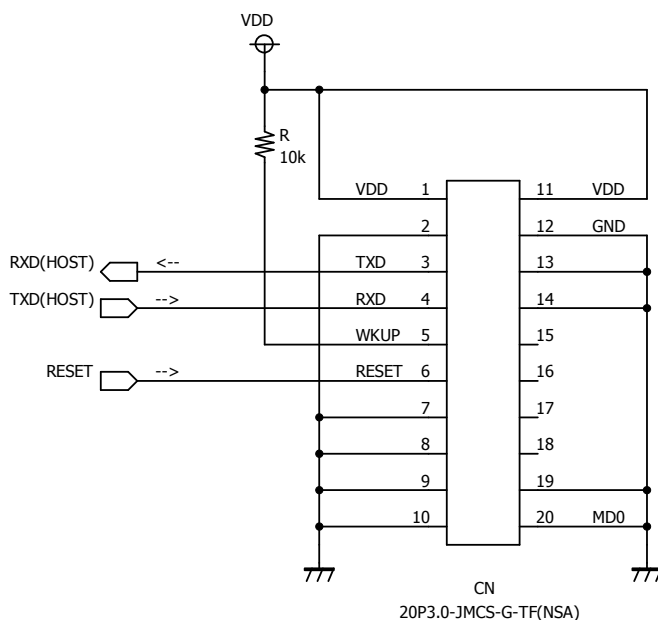 VDD
R
10k
VDD 1 11 VDD
2 12 GND
RXD(HOST) <-- TXD 3 13
TXD(HOST) --> RXD 4 14
WKUP 5 15
RESET --> RESET 6 16
7 17
8 18
9 19
10 20 MD0
CN
20P3.0-JMCS-G-TF(NSA)